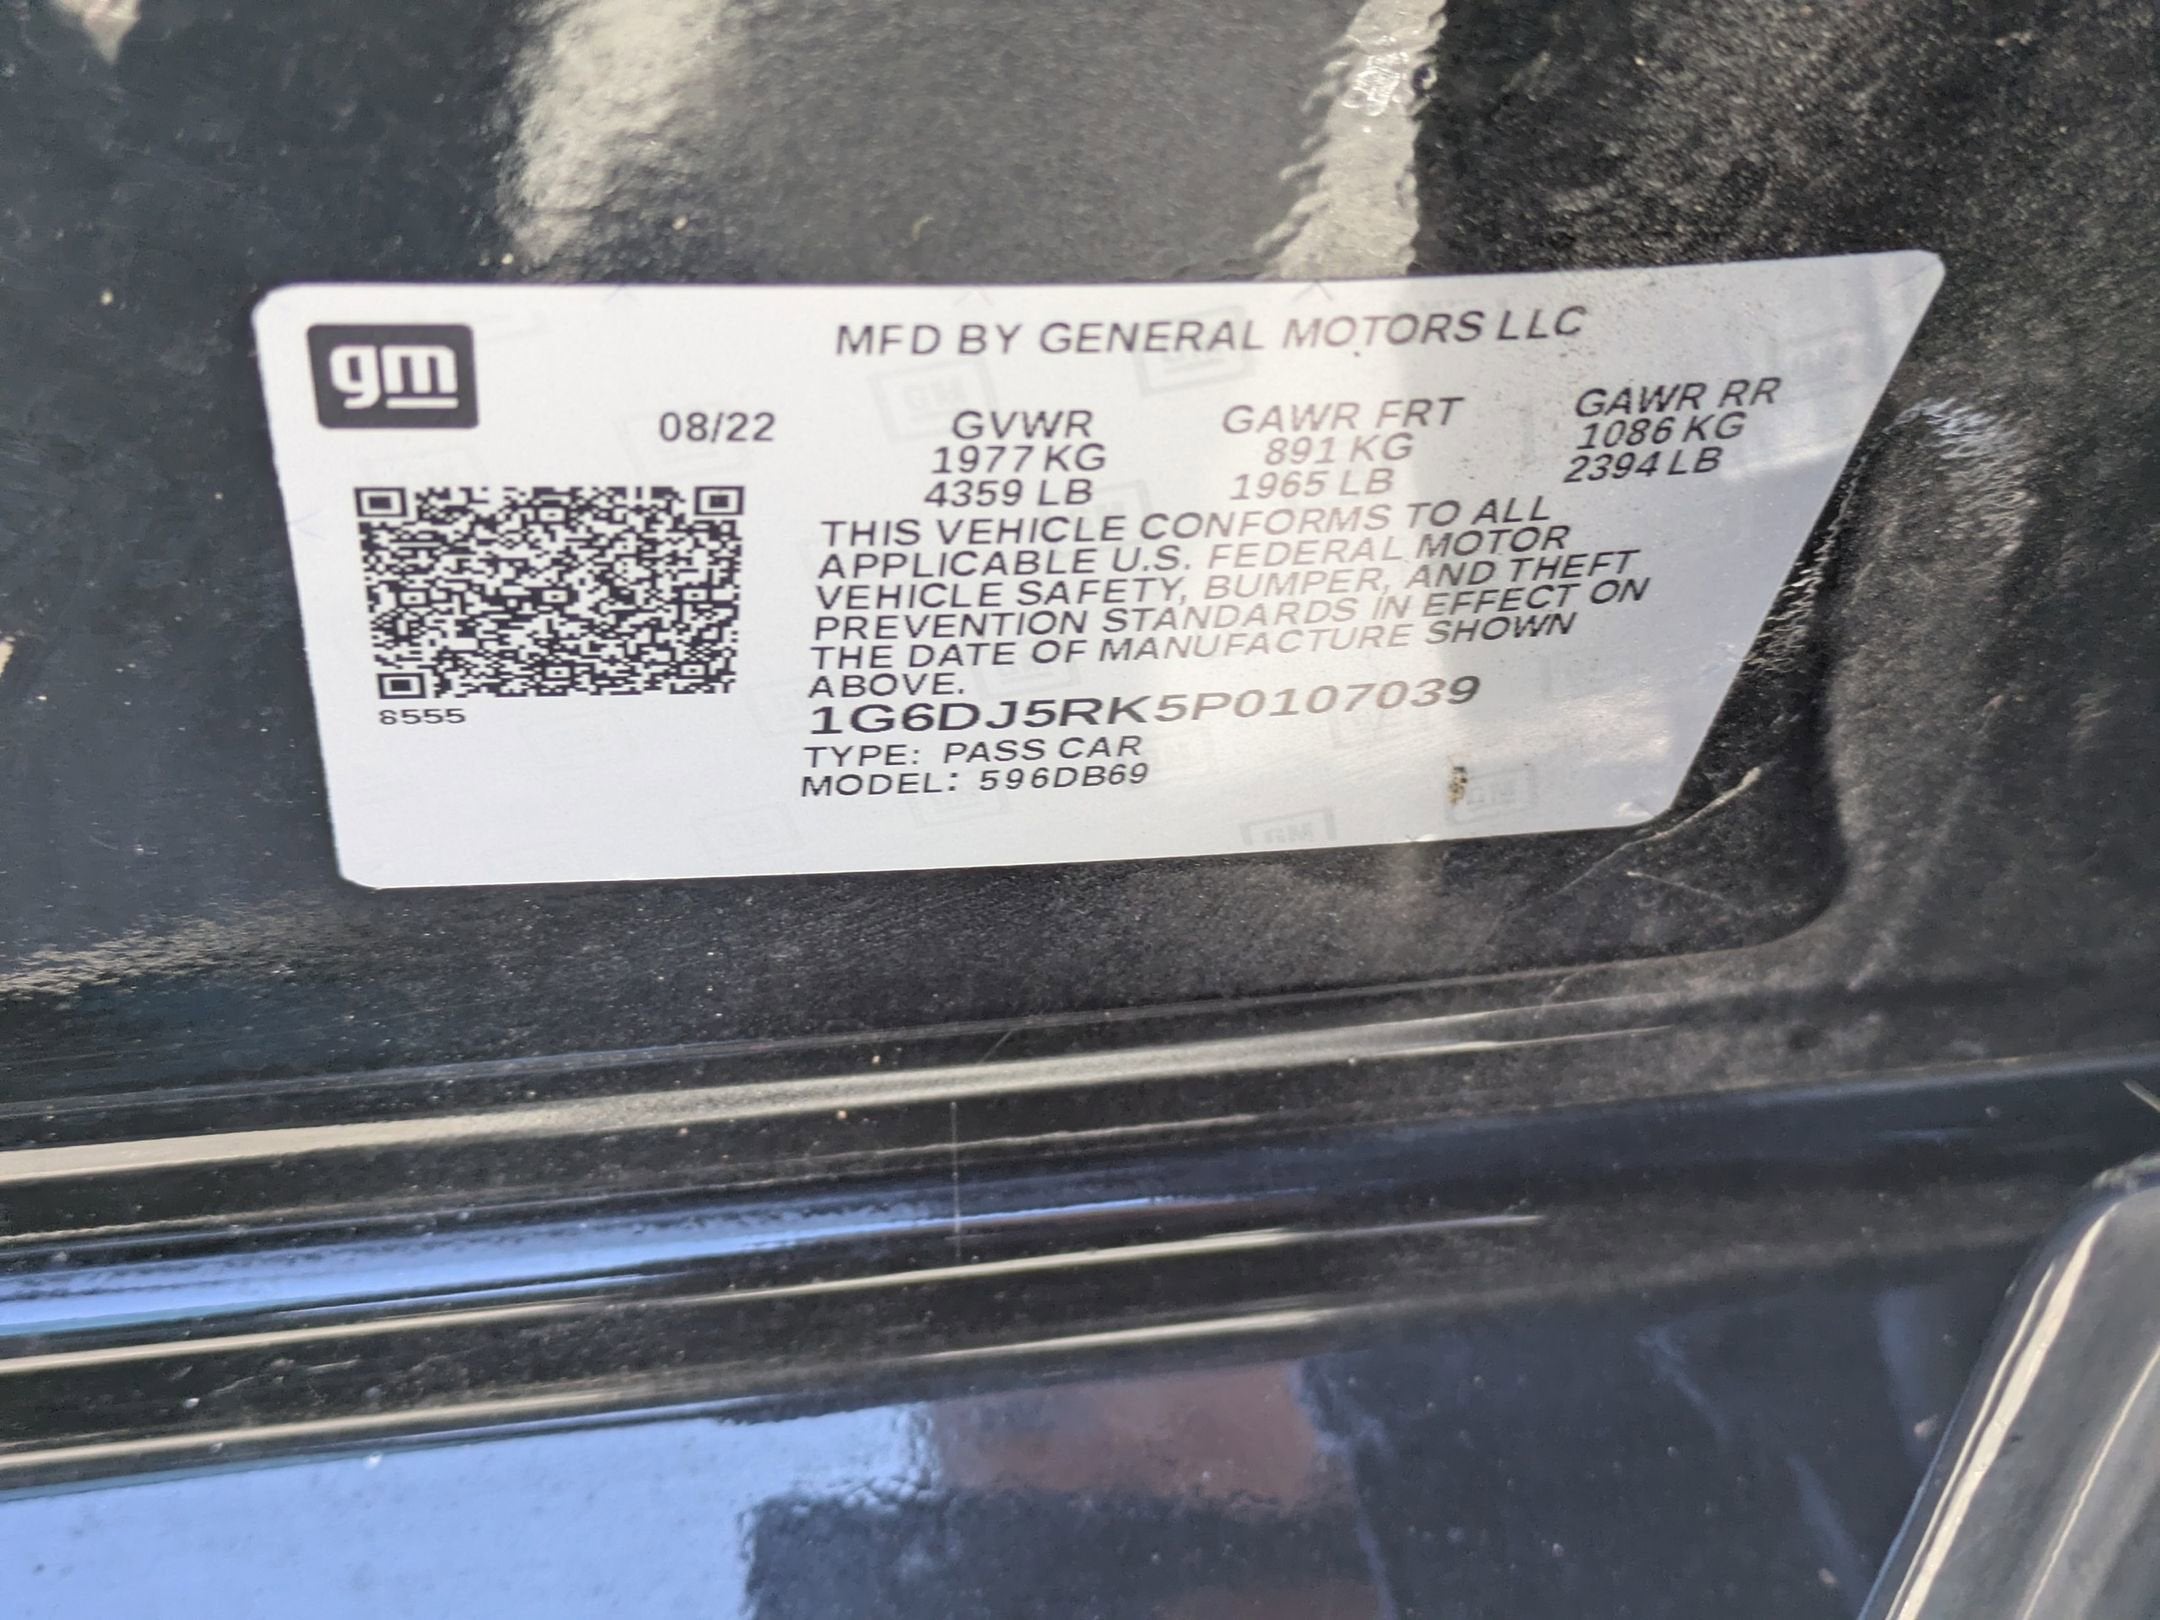 gm
MFD BY GENERAL MOTORS LLC
08/22 GVWR GAWR FRT GAWR RR
1977 KG 891 KG 1086 KG
4359 LB 1965 LB 2394 LB
THIS VEHICLE CONFORMS TO ALL
APPLICABLE U.S. FEDERAL MOTOR
VEHICLE SAFETY, BUMPER, AND THEFT
PREVENTION STANDARDS IN EFFECT ON
THE DATE OF MANUFACTURE SHOWN
ABOVE.
8555
1G6DJ5RK5P0107039
TYPE: PASS CAR
MODEL: 596DB69